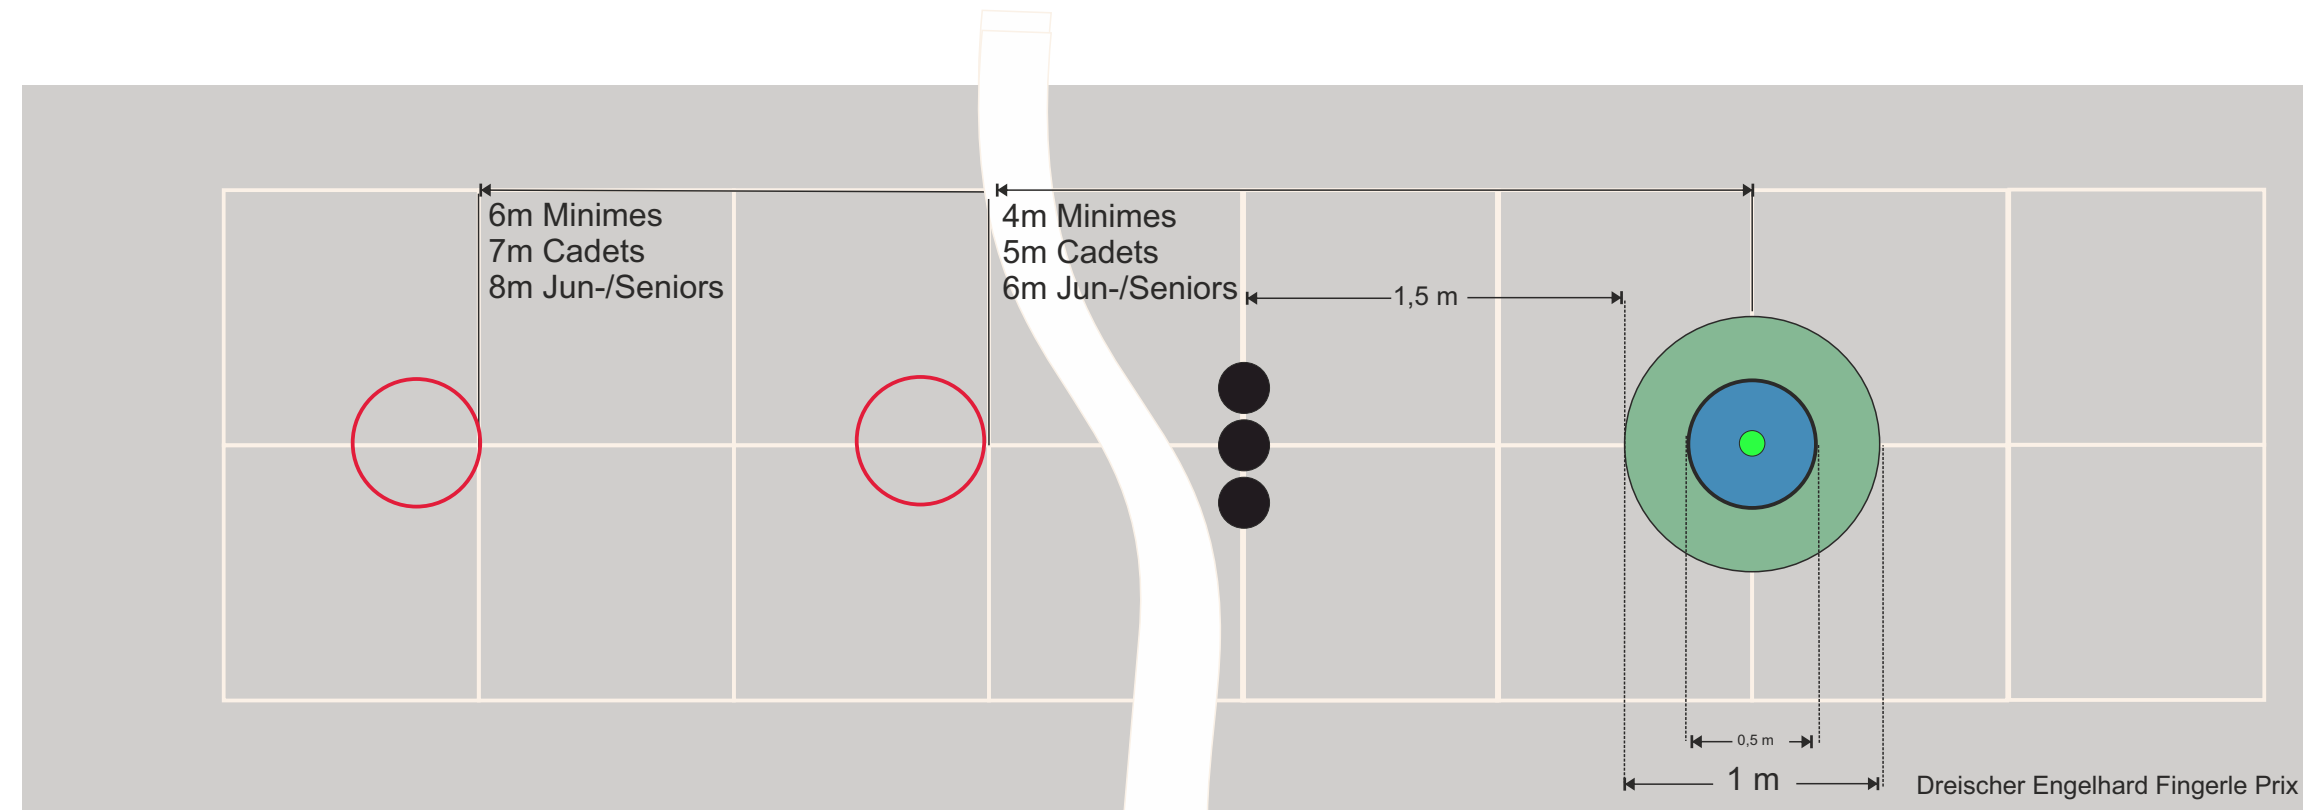 6m Minimes
7m Cadets
8m Jun-/Seniors
4m Minimes
5m Cadets
6m Jun-/Seniors
1,5 m
0,5 m
1 m
Dreischer Engelhard Fingerle Prix